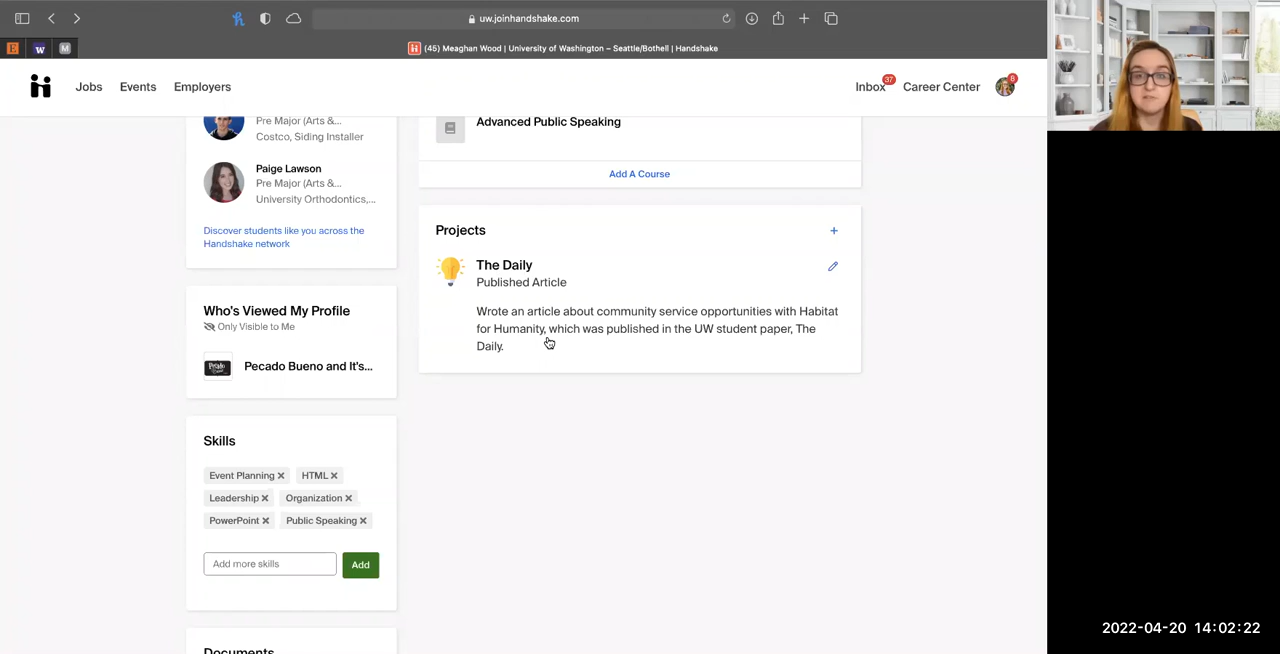 uw.joinhandshake.com
E
W
M
(45) Meaghan Wood | University of Washington – Seattle/Bothell | Handshake
Jobs
Events
Employers
Inbox
37
Career Center
8
Pre Major (Arts &...
Costco, Siding Installer
Paige Lawson
Pre Major (Arts &...
University Orthodontics,...
Discover students like you across the
Handshake network
Who's Viewed My Profile
Only Visible to Me
Pecado Bueno and It's...
Skills
Event Planning
HTML
Leadership
Organization
PowerPoint
Public Speaking
Add more skills
Add
Documents
Advanced Public Speaking
Add A Course
Projects
The Daily
Published Article
Wrote an article about community service opportunities with Habitat
for Humanity, which was published in the UW student paper, The
Daily.
2022-04-20 14:02:22